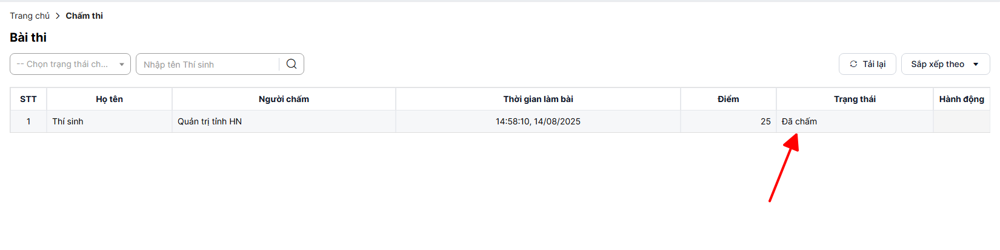 Trang chủ > Chấm thi
Bài thi
-- Chọn trạng thái ch...
Nhập tên Thí sinh
Tải lại
Sắp xếp theo
STT Họ tên Người chấm Thời gian làm bài Điểm Trạng thái Hành động
1 Thí sinh Quản trị tỉnh HN 14:58:10, 14/08/2025 25 Đã chấm